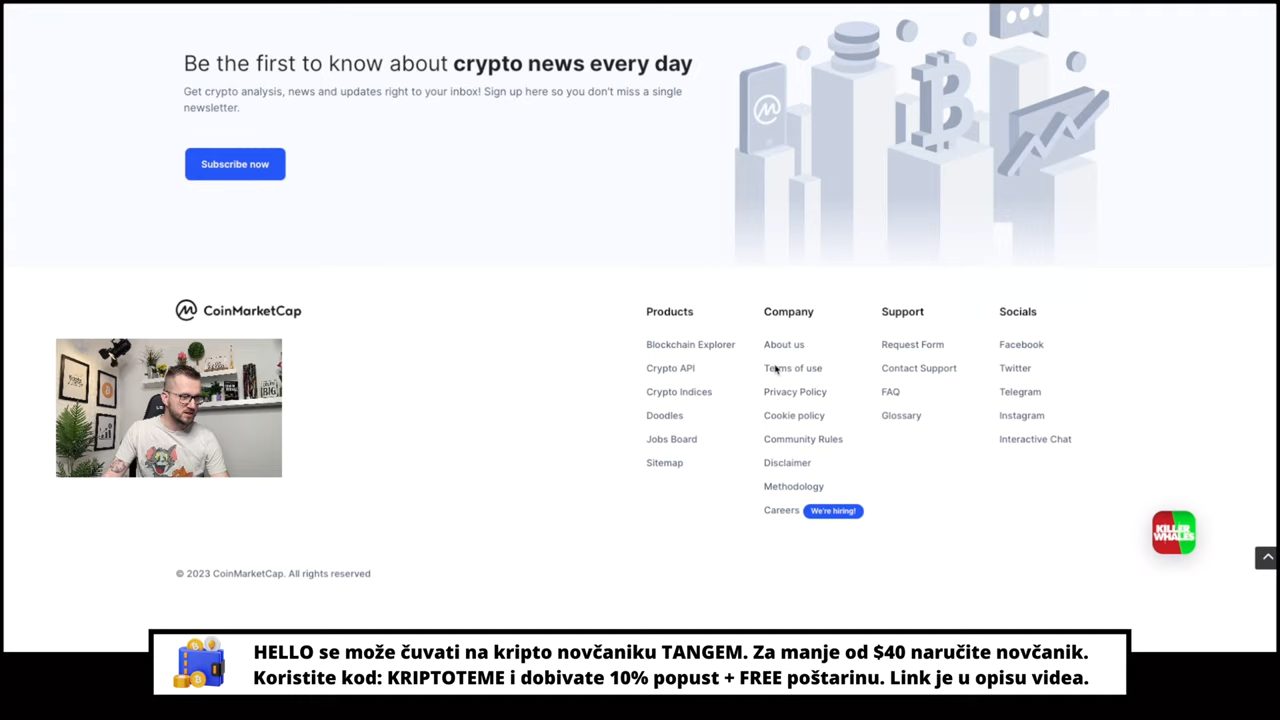 Be the first to know about crypto news every day
Get crypto analysis, news and updates right to your inbox! Sign up here so you don't miss a single
newsletter.
Subscribe now
CoinMarketCap
Products
Blockchain Explorer
Crypto API
Crypto Indices
Doodles
Jobs Board
Sitemap
Company
About us
Terms of use
Privacy Policy
Cookie policy
Community Rules
Disclaimer
Methodology
Careers We're hiring!
Support
Request Form
Contact Support
FAQ
Glossary
Socials
Facebook
Twitter
Telegram
Instagram
Interactive Chat
KILLER
WHALES
© 2023 CoinMarketCap. All rights reserved
HELLO se može čuvati na kripto novčaniku TANGEM. Za manje od $40 naručite novčanik.
Koristite kod: KRIPTOTEME i dobivate 10% popust + FREE poštarinu. Link je u opisu videa.